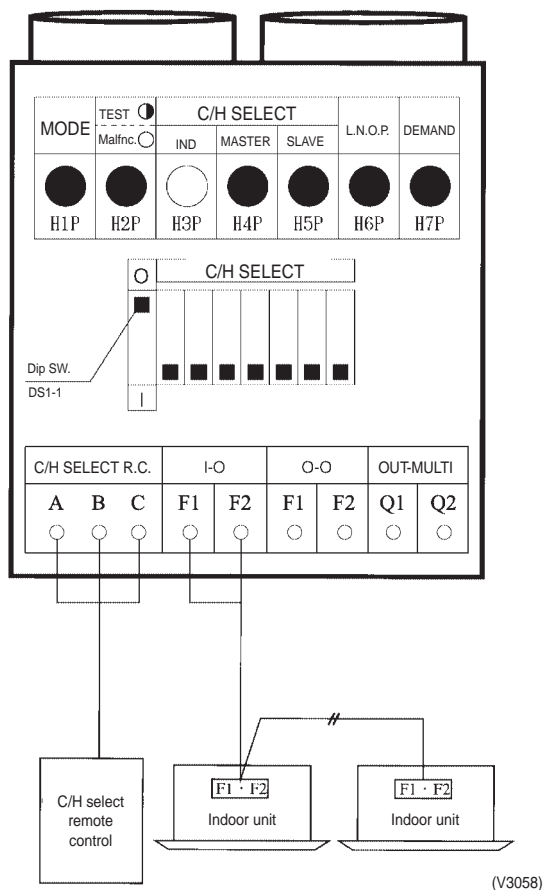 MODE TEST C/H SELECT L.N.O.P. DEMAND
Malfnc. IND MASTER SLAVE
H1P H2P H3P H4P H5P H6P H7P
O C/H SELECT
Dip SW.
DS1-1
I
C/H SELECT R.C. I-O O-O OUT-MULTI
A B C F1 F2 F1 F2 Q1 Q2
C/H select
remote
control
F1 · F2
Indoor unit
F1 · F2
Indoor unit
(V3058)